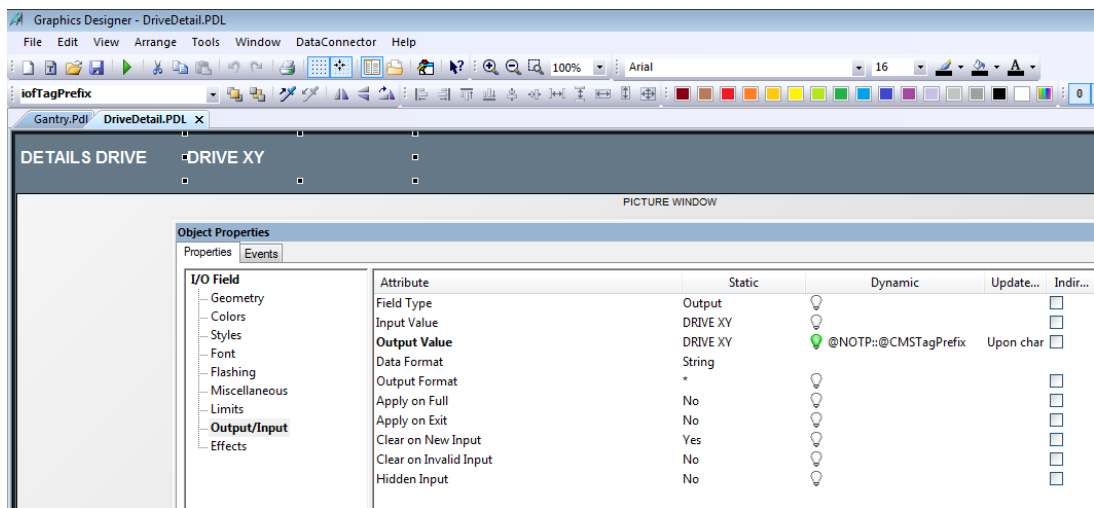 Graphics Designer - DriveDetail.PDL
File Edit View Arrange Tools Window DataConnector Help
100% Arial 16 A
iofTagPrefix 0
Gantry.Pdl DriveDetail.PDL X
DETAILS DRIVE DRIVE XY
PICTURE WINDOW
Object Properties
Properties Events
I/O Field
Geometry
Colors
Styles
Font
Flashing
Miscellaneous
Limits
Output/Input
Effects
Attribute Static Dynamic Update... Indir...
Field Type Output
Input Value DRIVE XY
Output Value DRIVE XY @NOTP::@CMSTagPrefix Upon char
Data Format String
Output Format *
Apply on Full No
Apply on Exit No
Clear on New Input Yes
Clear on Invalid Input No
Hidden Input No